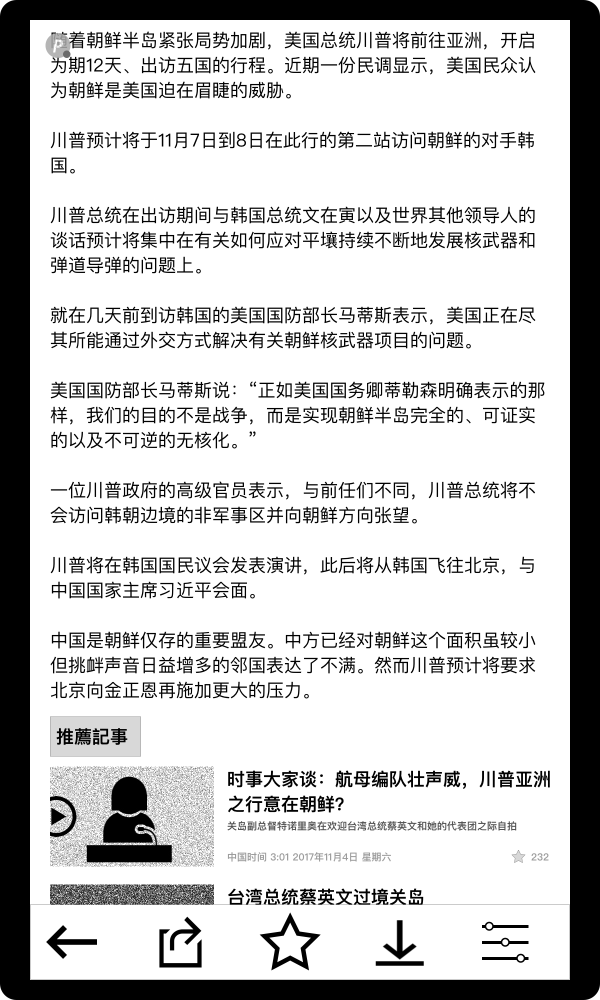 随着朝鲜半岛紧张局势加剧，美国总统川普将前往亚洲，开启
为期12天、出访五国的行程。近期一份民调显示，美国民众认
为朝鲜是美国迫在眉睫的威胁。
川普预计将于11月7日到8日在此行的第二站访问朝鲜的对手韩
国。
川普总统在出访期间与韩国总统文在寅以及世界其他领导人的
谈话预计将集中在有关如何应对平壤持续不断地发展核武器和
弹道导弹的问题上。
就在几天前到访韩国的美国国防部长马蒂斯表示，美国正在尽
其所能通过外交方式解决有关朝鲜核武器项目的问题。
美国国防部长马蒂斯说：“正如美国国务卿蒂勒森明确表示的那
样，我们的目的不是战争，而是实现朝鲜半岛完全的、可证实
的以及不可逆的无核化。”
一位川普政府的高级官员表示，与前任们不同，川普总统将不
会访问韩朝边境的非军事区并向朝鲜方向张望。
川普将在韩国国民议会发表演讲，此后将从韩国飞往北京，与
中国国家主席习近平会面。
中国是朝鲜仅存的重要盟友。中方已经对朝鲜这个面积虽较小
但挑衅声音日益增多的邻国表达了不满。然而川普预计将要求
北京向金正恩再施加更大的压力。
推薦記事
时事大家谈：航母编队壮声威，川普亚洲
之行意在朝鲜?
关岛副总督特诺里奥在欢迎台湾总统蔡英文和她的代表团之际自拍
中国时间 3:01 2017年11月4日 星期六
232
台湾总统蔡英文过境关岛
P